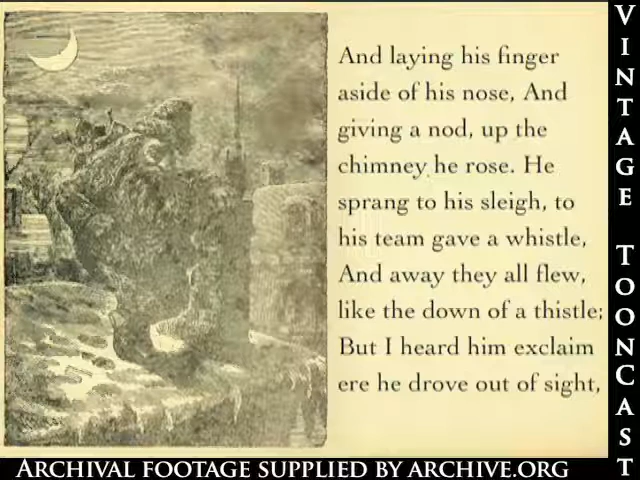 And laying his finger
aside of his nose, And
giving a nod, up the
chimney he rose. He
sprang to his sleigh, to
his team gave a whistle,
And away they all flew,
like the down of a thistle;
But I heard him exclaim
ere he drove out of sight,
VINTAGE TOONCAST
ARCHIVAL FOOTAGE SUPPLIED BY ARCHIVE.ORG